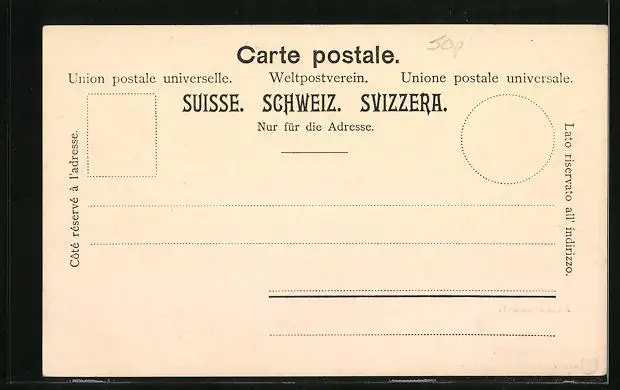 Carte postale.
50p
Union postale universelle. Weltpostverein. Unione postale universale.
SUISSE. SCHWEIZ. SVIZZERA.
Nur für die Adresse.
Côté réservé à l'adresse.
Lato riservato all' indirizzo.